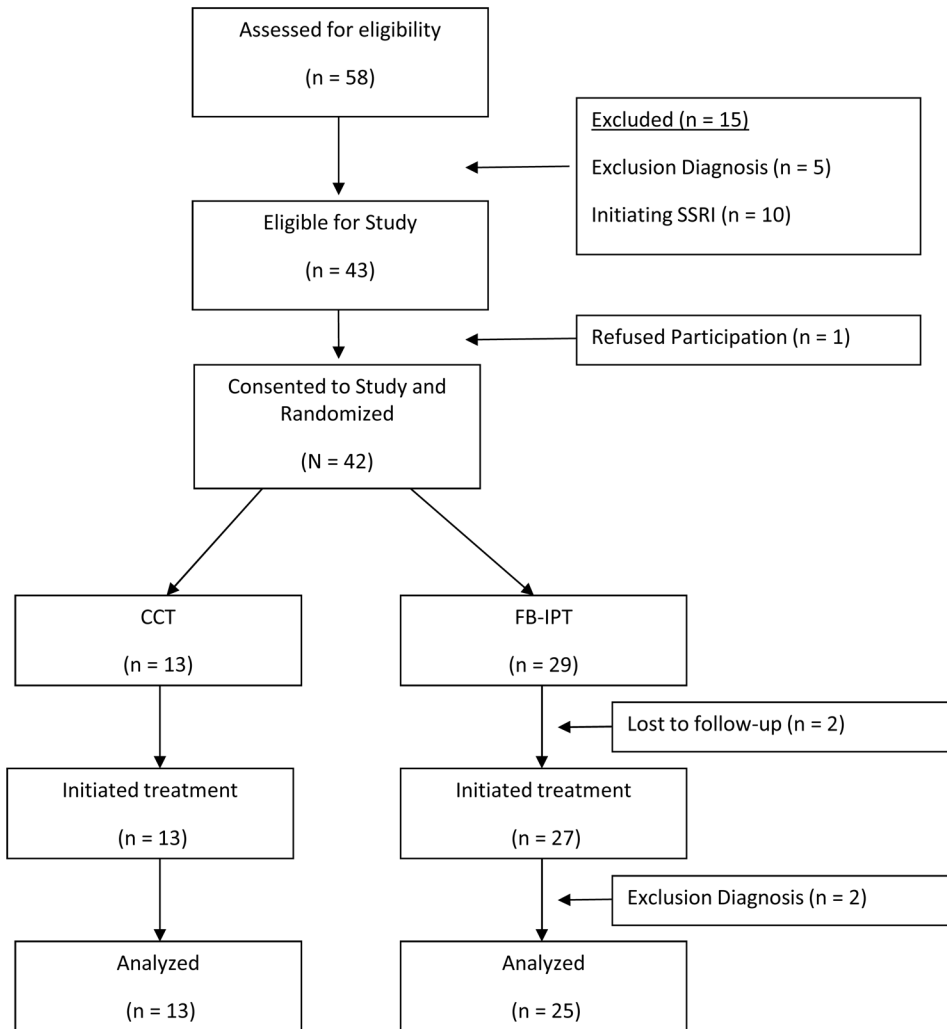 Assessed for eligibility
(n = 58)
Excluded (n = 15)
Exclusion Diagnosis (n = 5)
Initiating SSRI (n = 10)
Eligible for Study
(n = 43)
Refused Participation (n = 1)
Consented to Study and
Randomized
(N = 42)
CCT
(n = 13)
FB-IPT
(n = 29)
Lost to follow-up (n = 2)
Initiated treatment
(n = 13)
Initiated treatment
(n = 27)
Exclusion Diagnosis (n = 2)
Analyzed
(n = 13)
Analyzed
(n = 25)